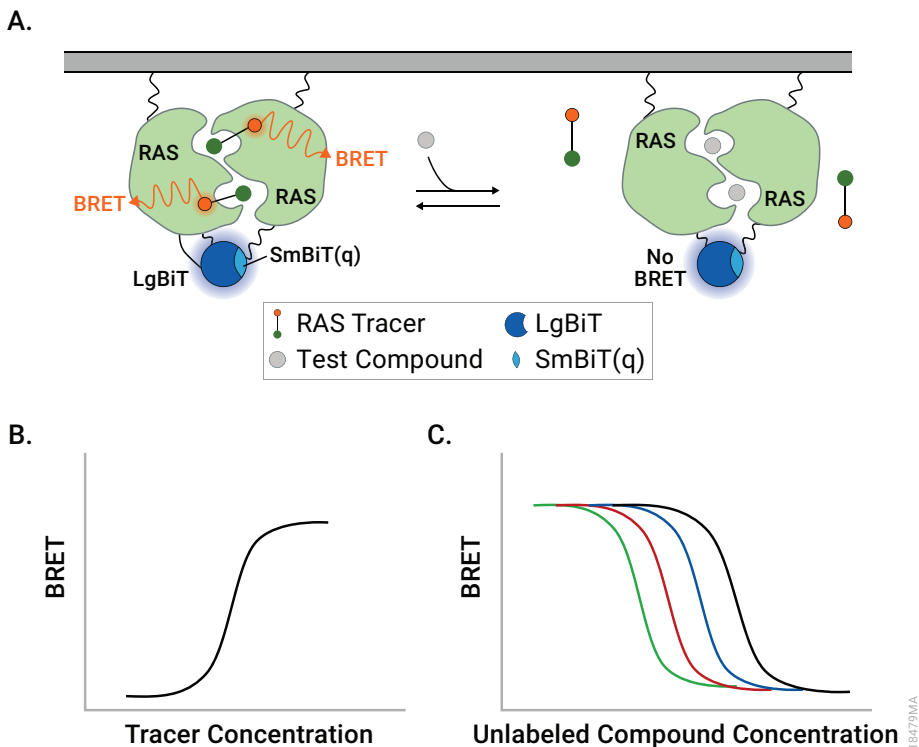 A.
RAS
BRET
BRET
RAS
LgBiT
SmBiT(q)
RAS
RAS
No
BRET
RAS Tracer
LgBiT
Test Compound
SmBiT(q)
B.
BRET
Tracer Concentration
C.
BRET
Unlabeled Compound Concentration
18479MA